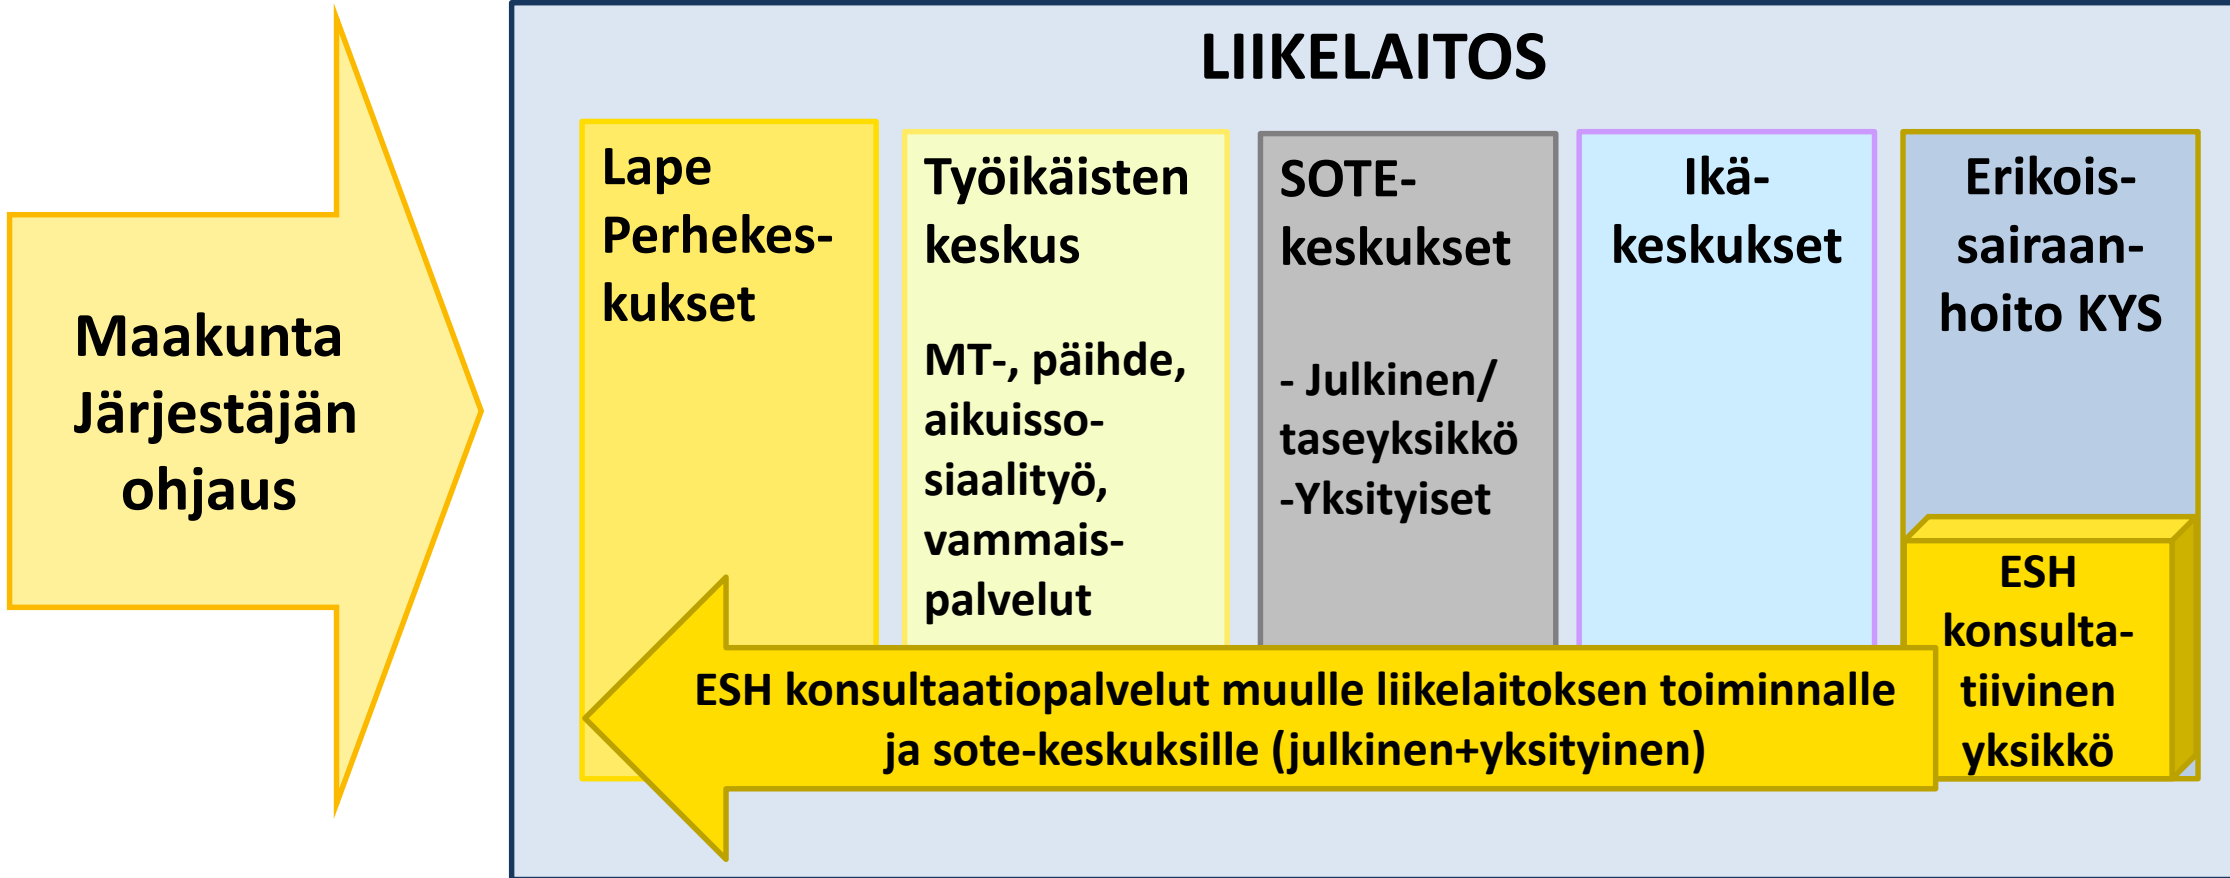 Maakunta
Järjestäjän
ohjaus
LIIKELAITOS
Lape
Perhekes-
kukset
Työikäisten
keskus
MT-, päihde,
aikuisso-
siaalityö,
vammais-
palvelut
SOTE-
keskukset
- Julkinen/
taseyksikkö
-Yksityiset
Ikä-
keskukset
Erikois-
sairaan-
hoito KYS
ESH
konsulta-
tiivinen
yksikkö
ESH konsultaatiopalvelut muulle liikelaitoksen toiminnalle
ja sote-keskuksille (julkinen+yksityinen)